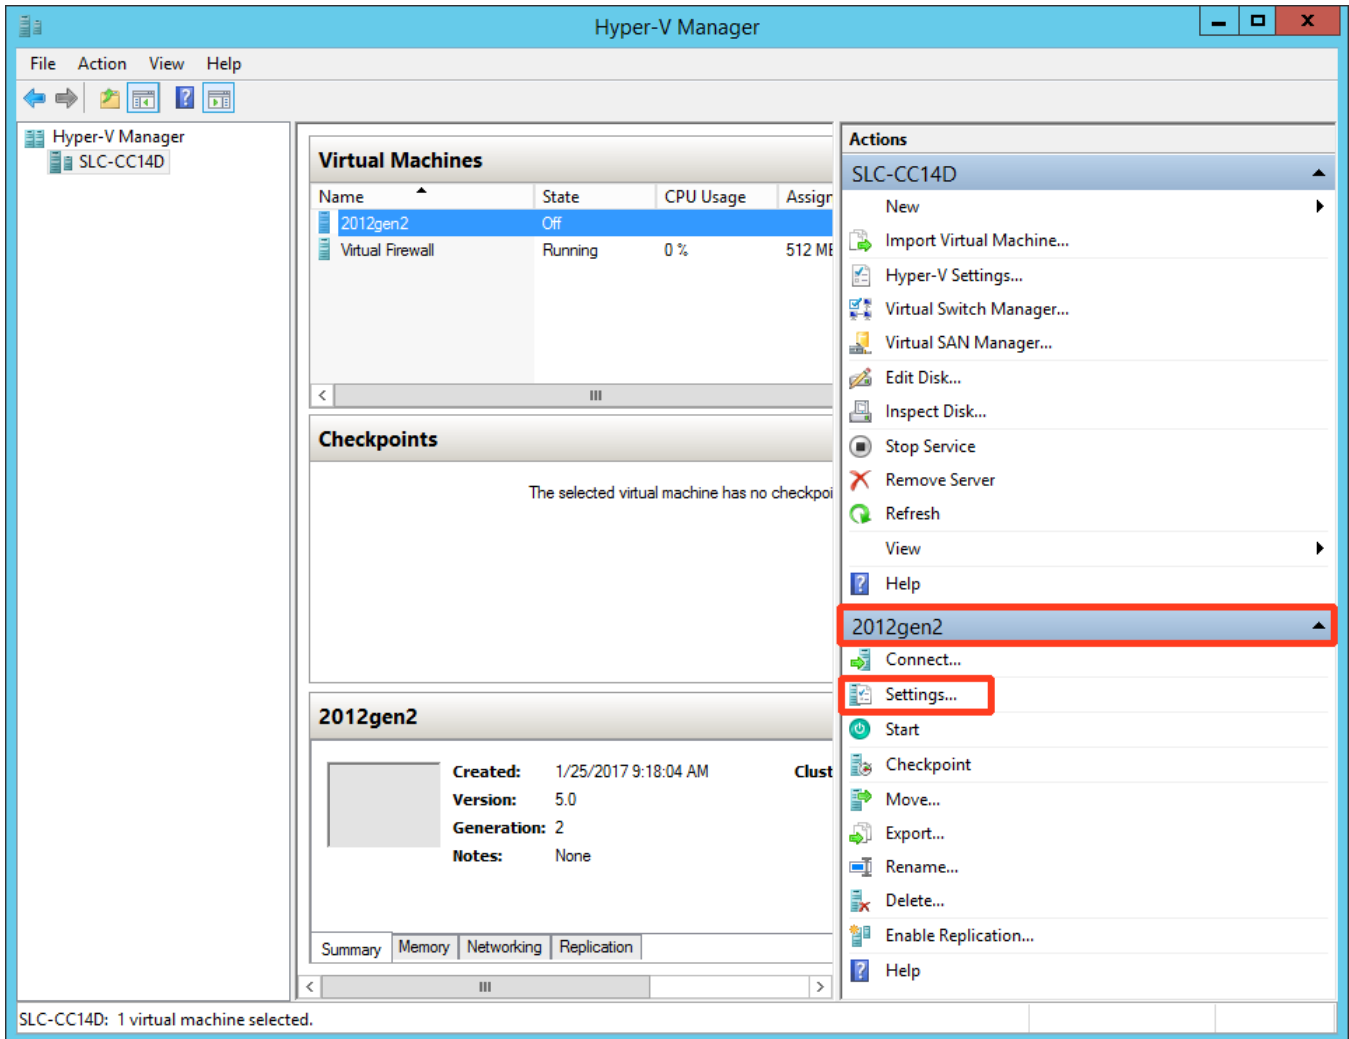 Hyper-V Manager
File Action View Help
Hyper-V Manager
SLC-CC14D
Virtual Machines
Name State CPU Usage Assign
2012gen2 Off
Virtual Firewall Running 0 % 512 ME
Checkpoints
The selected virtual machine has no checkpoi
2012gen2
Created: 1/25/2017 9:18:04 AM Clust
Version: 5.0
Generation: 2
Notes: None
Summary Memory Networking Replication
Actions
SLC-CC14D
New
Import Virtual Machine...
Hyper-V Settings...
Virtual Switch Manager...
Virtual SAN Manager...
Edit Disk...
Inspect Disk...
Stop Service
Remove Server
Refresh
View
Help
2012gen2
Connect...
Settings...
Start
Checkpoint
Move...
Export...
Rename...
Delete...
Enable Replication...
Help
SLC-CC14D: 1 virtual machine selected.